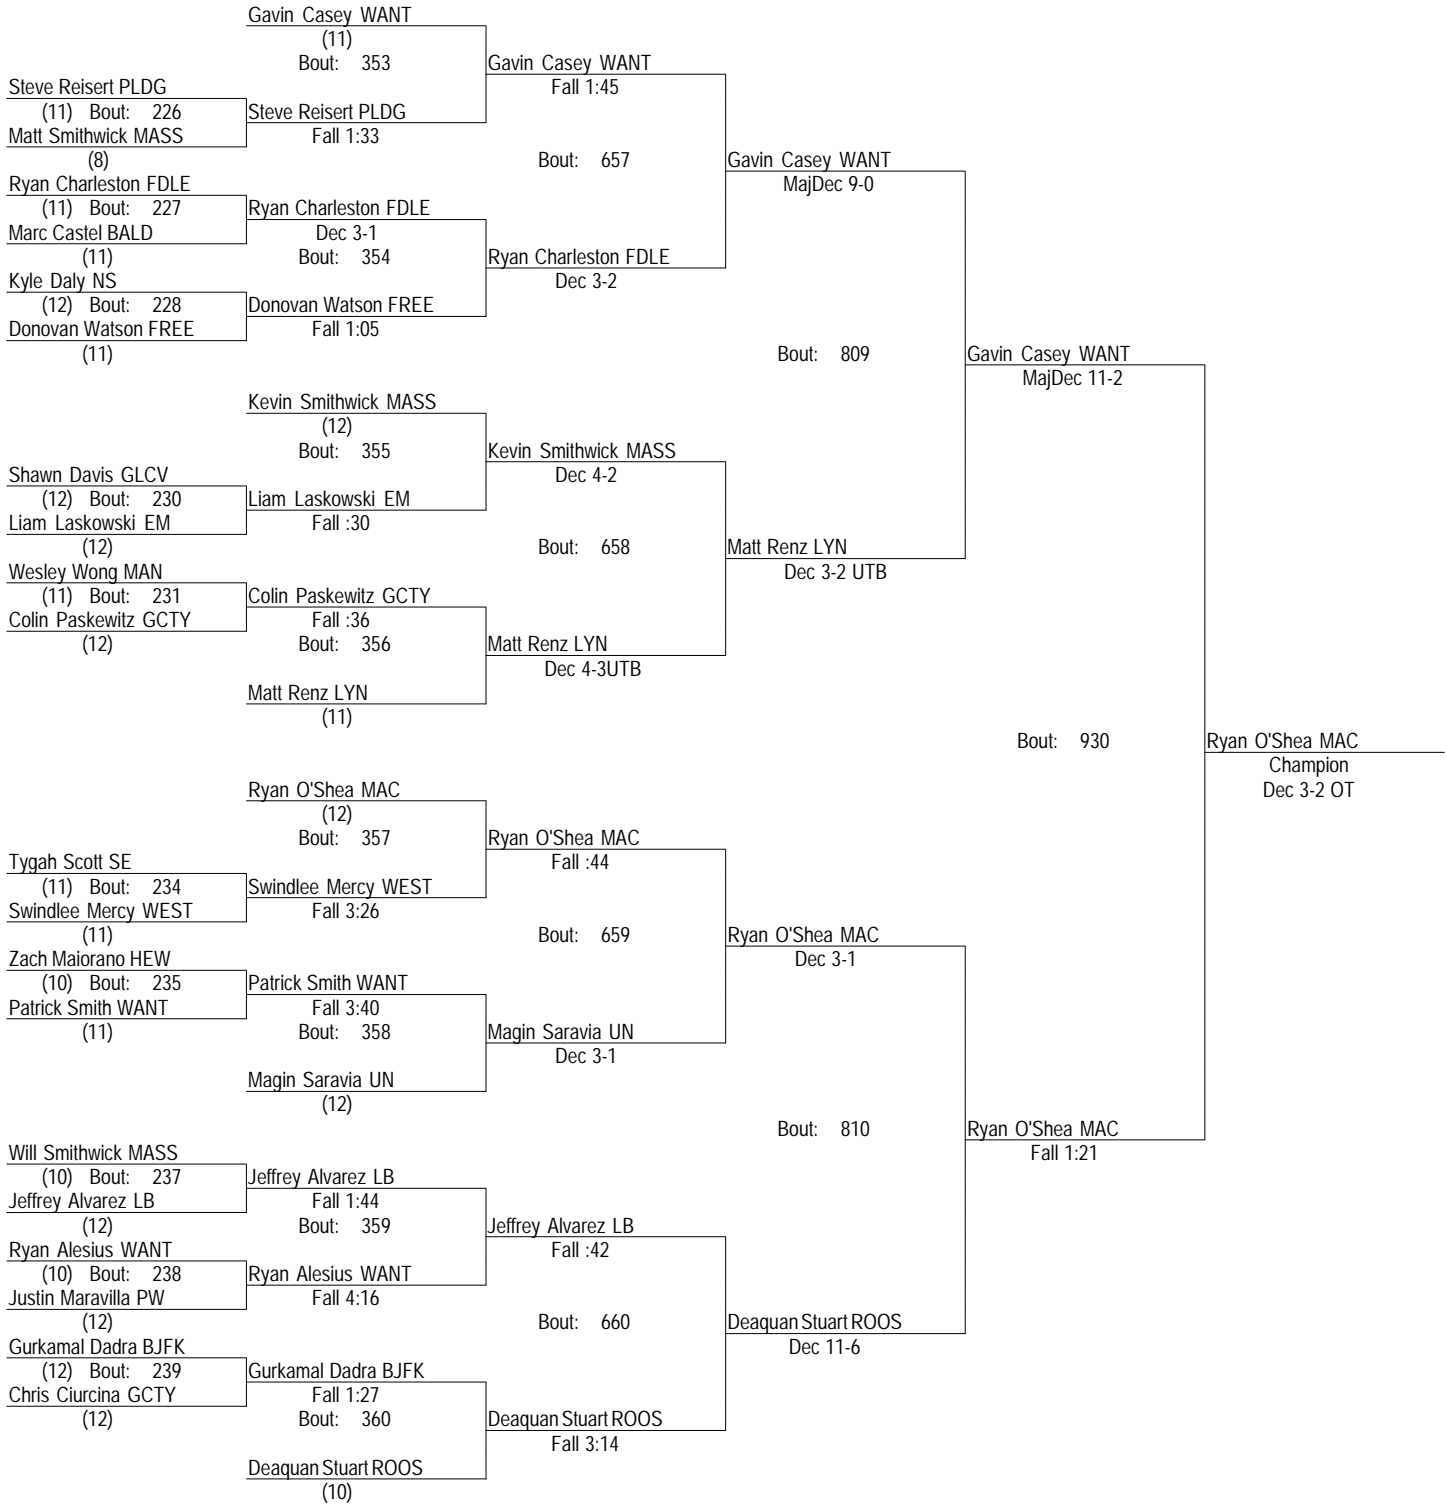 Gavin Casey WANT
(11)
Bout: 353
Gavin Casey WANT
Fall 1:45
Steve Reisert PLDG
(11) Bout: 226
Steve Reisert PLDG
Fall 1:33
Matt Smithwick MASS
(8)
Bout: 657
Gavin Casey WANT
MajDec 9-0
Ryan Charleston FDLE
(11) Bout: 227
Ryan Charleston FDLE
Dec 3-1
Marc Castel BALD
(11)
Bout: 354
Ryan Charleston FDLE
Dec 3-2
Kyle Daly NS
(12) Bout: 228
Donovan Watson FREE
Fall 1:05
Donovan Watson FREE
(11)
Bout: 809
Gavin Casey WANT
MajDec 11-2
Kevin Smithwick MASS
(12)
Bout: 355
Kevin Smithwick MASS
Dec 4-2
Shawn Davis GLCV
(12) Bout: 230
Liam Laskowski EM
Fall :30
Liam Laskowski EM
(12)
Bout: 658
Matt Renz LYN
Dec 3-2 UTB
Wesley Wong MAN
(11) Bout: 231
Colin Paskewitz GCTY
Fall :36
Colin Paskewitz GCTY
(12)
Bout: 356
Matt Renz LYN
Dec 4-3UTB
Matt Renz LYN
(11)
Bout: 930
Ryan O'Shea MAC
Champion
Dec 3-2 OT
Ryan O'Shea MAC
(12)
Bout: 357
Ryan O'Shea MAC
Fall :44
Tygah Scott SE
(11) Bout: 234
Swindlee Mercy WEST
Fall 3:26
Swindlee Mercy WEST
(11)
Bout: 659
Ryan O'Shea MAC
Dec 3-1
Zach Maiorano HEW
(10) Bout: 235
Patrick Smith WANT
Fall 3:40
Patrick Smith WANT
(11)
Bout: 358
Magin Saravia UN
Dec 3-1
Magin Saravia UN
(12)
Bout: 810
Ryan O'Shea MAC
Fall 1:21
Will Smithwick MASS
(10) Bout: 237
Jeffrey Alvarez LB
Fall 1:44
Jeffrey Alvarez LB
(12)
Bout: 359
Jeffrey Alvarez LB
Fall :42
Ryan Alesius WANT
(10) Bout: 238
Ryan Alesius WANT
Fall 4:16
Justin Maravilla PW
(12)
Bout: 660
Deaquan Stuart ROOS
Dec 11-6
Gurkamal Dadra BJFK
(12) Bout: 239
Gurkamal Dadra BJFK
Fall 1:27
Chris Ciurcina GCTY
(12)
Bout: 360
Deaquan Stuart ROOS
Fall 3:14
Deaquan Stuart ROOS
(10)